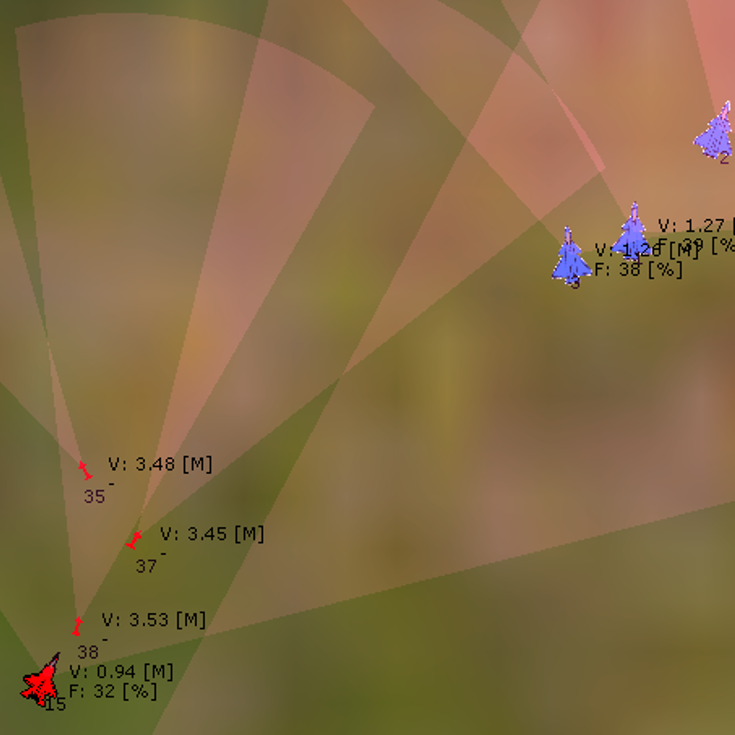 2
V: 1.27 [
V: 1.26 [M]
F: 39 [%
F: 38 [%]
3
V: 3.48 [M]
35
-
V: 3.45 [M]
37
-
V: 3.53 [M]
38
-
V: 0.94 [M]
F: 32 [%]
15